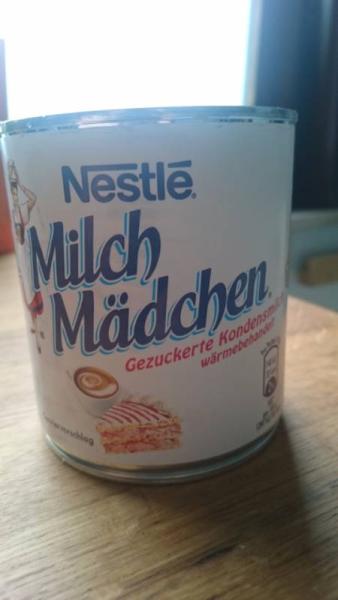 Nestlé
Milch
Mädchen
Gezuckerte Kondensmilch
wärmebehandelt